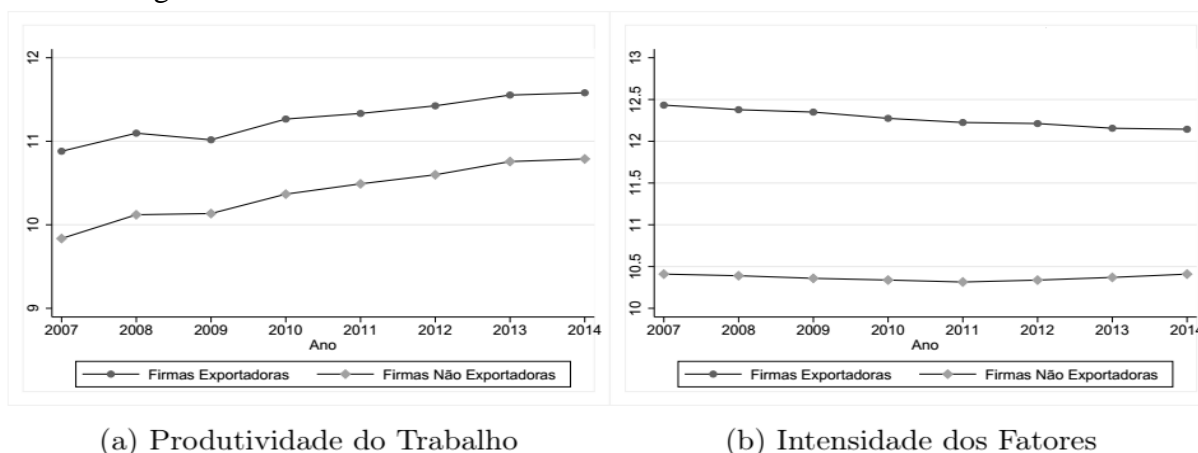 12
11
10
9
2007 2008 2009 2010 2011 2012 2013 2014
Ano
Firmas Exportadoras Firmas Não Exportadoras
(a) Produtividade do Trabalho
13
12.5
12
11.5
11
10.5
10
2007 2008 2009 2010 2011 2012 2013 2014
Ano
Firmas Exportadoras Firmas Não Exportadoras
(b) Intensidade dos Fatores